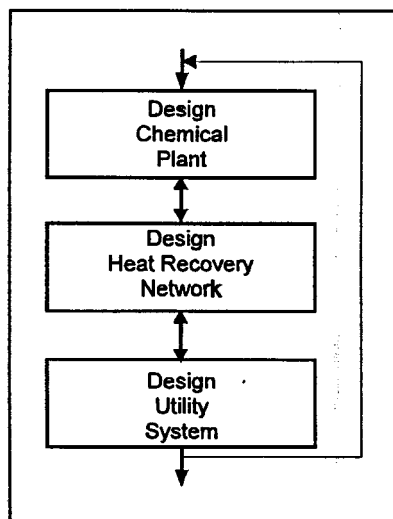 Design
Chemical
Plant
Design
Heat Recovery
Network
Design
Utility
System